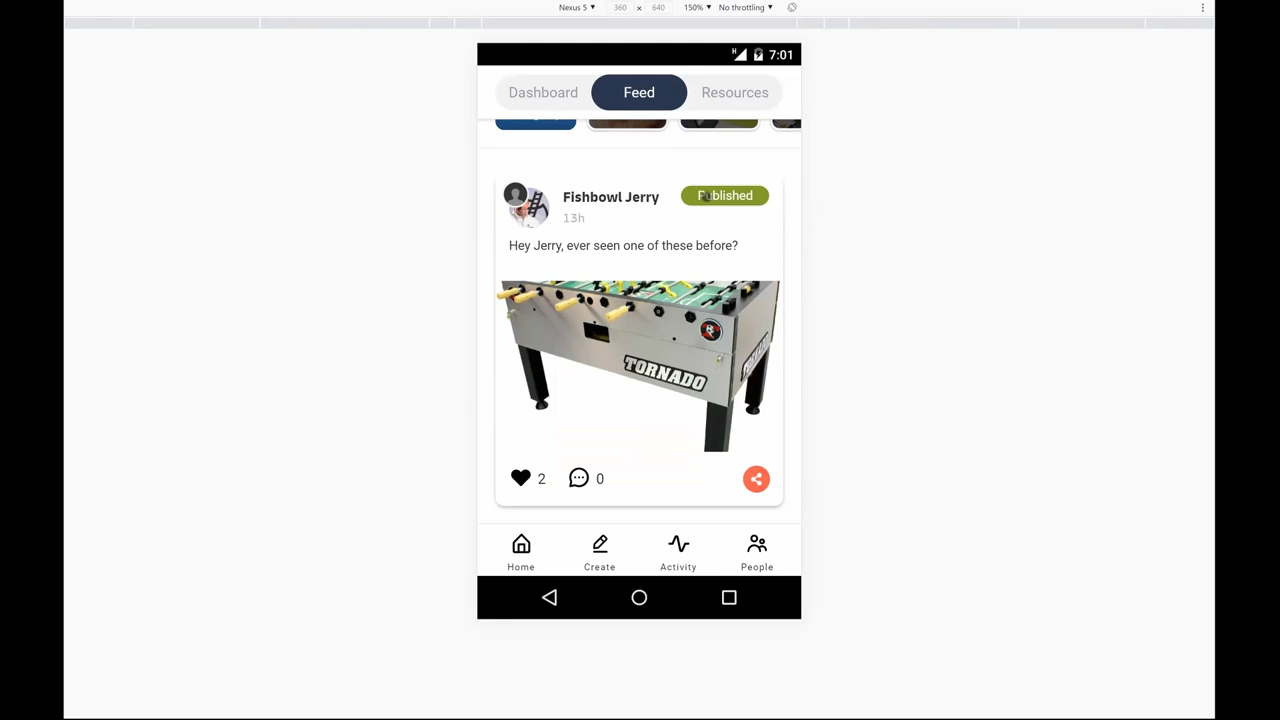 Nexus 5 ▼ 360 x 640 150% ▼ No throttling ▼
H 7:01
Dashboard Feed Resources
Fishbowl Jerry Published
13h
Hey Jerry, ever seen one of these before?
TORNADO
2 0
Home Create Activity People